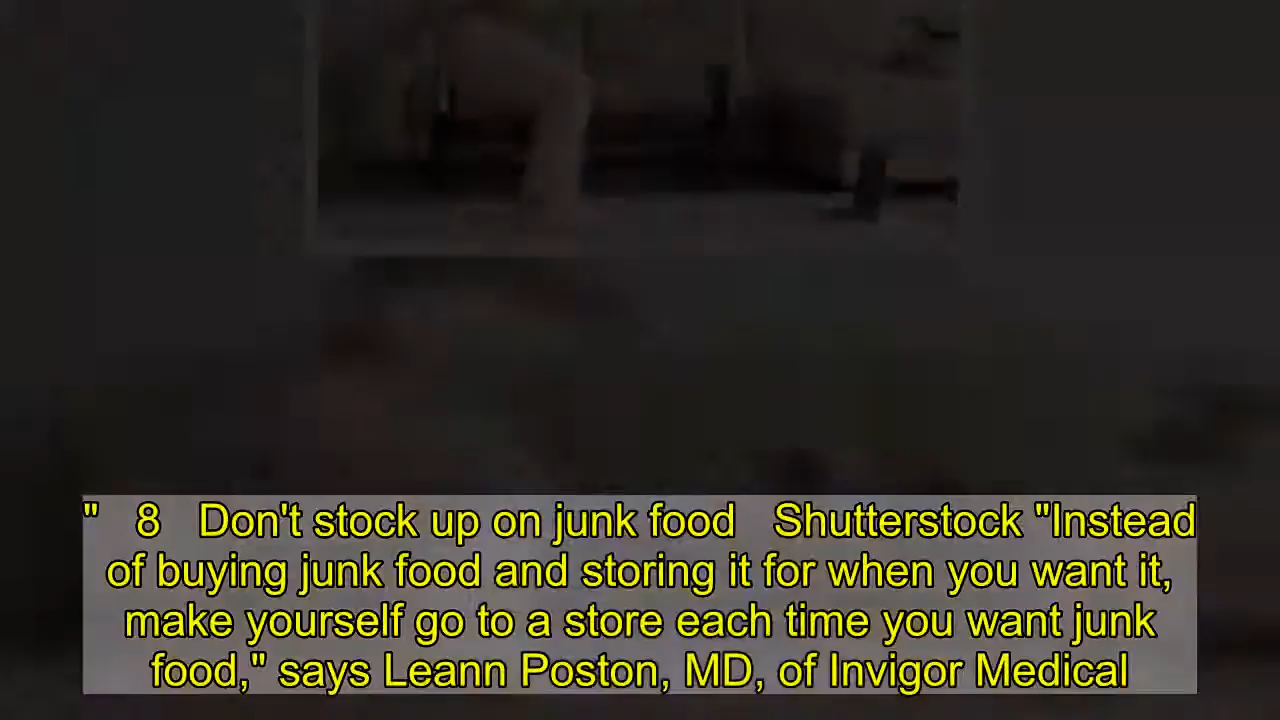 " 8 Don't stock up on junk food Shutterstock "Instead
of buying junk food and storing it for when you want it,
make yourself go to a store each time you want junk
food," says Leann Poston, MD, of Invigor Medical